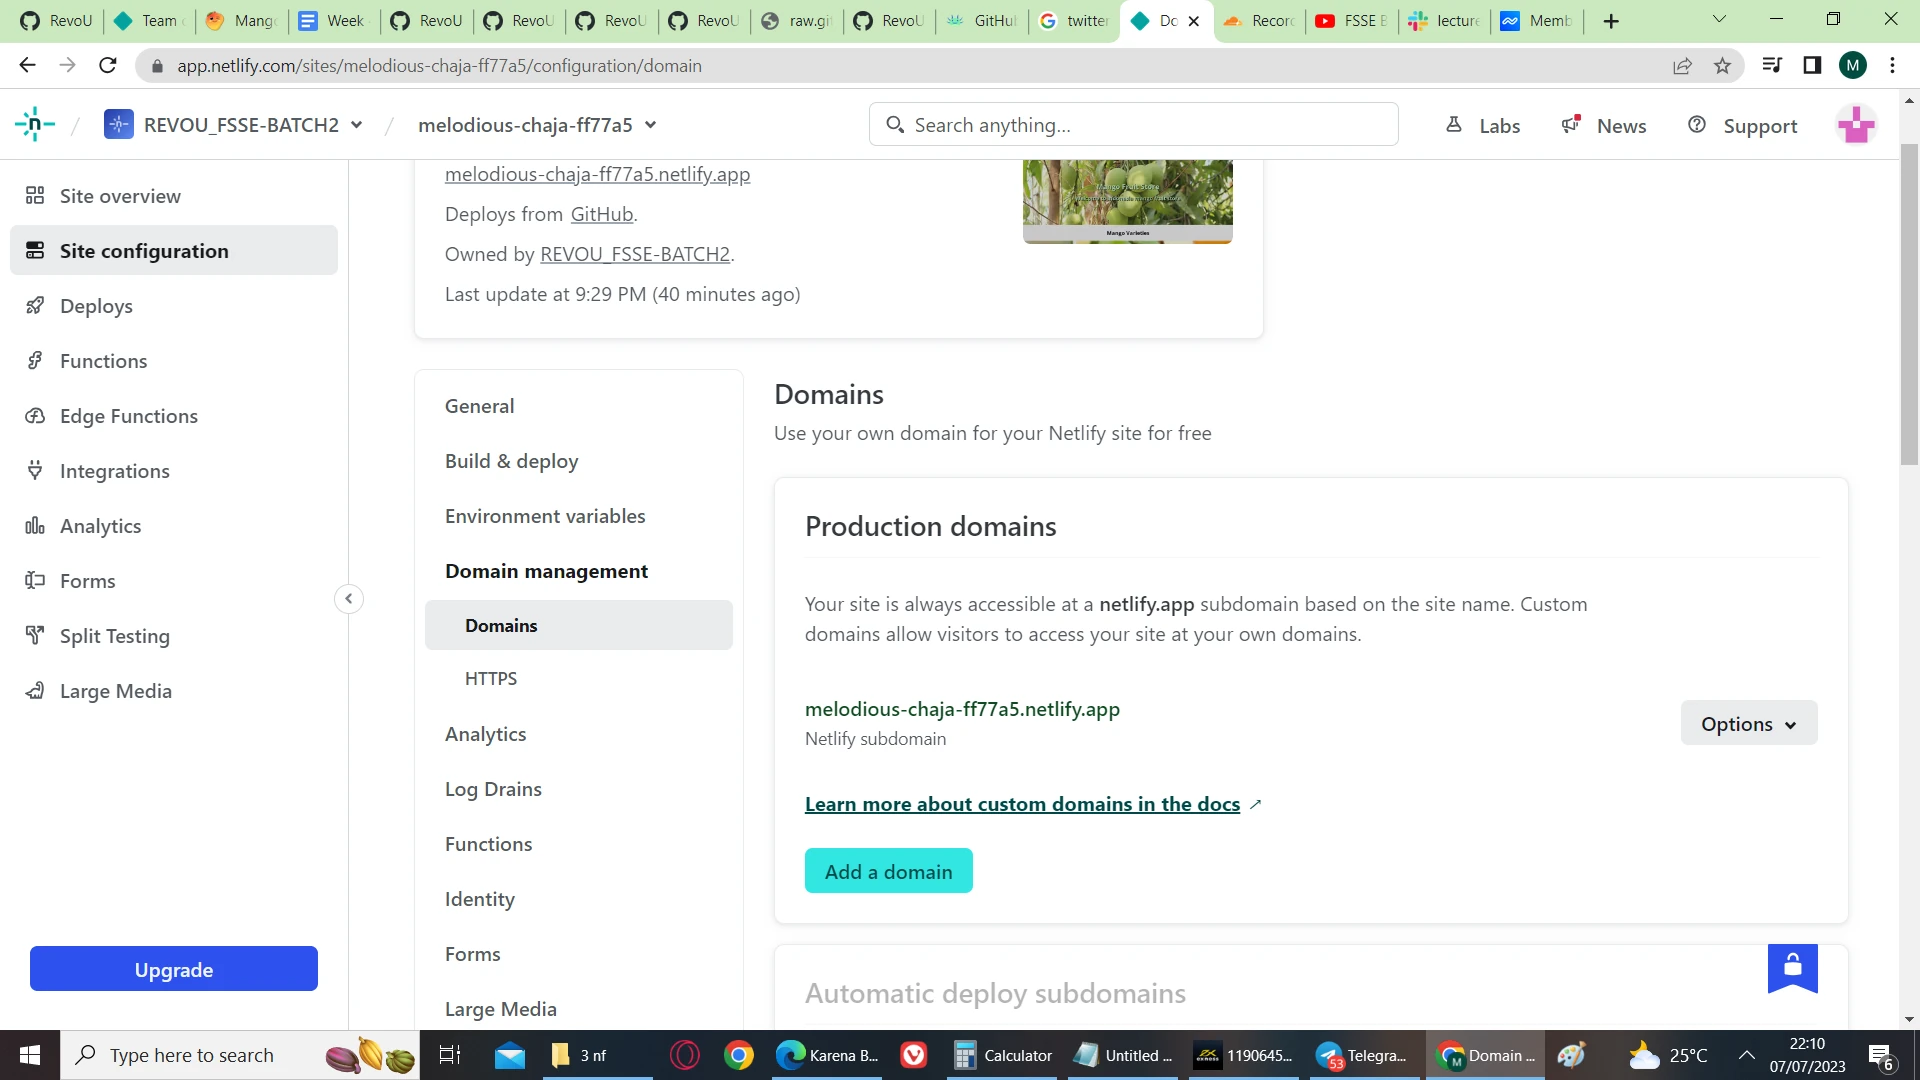 RevoU
Team
Mang
Week
RevoU
RevoU
RevoU
RevoU
raw.gi
RevoU
GitHub
twitter
Do
Record
FSSE B
lecture
Memb
app.netlify.com/sites/melodious-chaja-ff77a5/configuration/domain
M
REVOU_FSSE-BATCH2
melodious-chaja-ff77a5
Search anything...
Labs
News
Support
Site overview
Site configuration
Deploys
Functions
Edge Functions
Integrations
Analytics
Forms
Split Testing
Large Media
Upgrade
melodious-chaja-ff77a5.netlify.app
Deploys from GitHub.
Owned by REVOU_FSSE-BATCH2.
Last update at 9:29 PM (40 minutes ago)
Mango Fruit Store
Mango Varieties
General
Build & deploy
Environment variables
Domain management
Domains
HTTPS
Analytics
Log Drains
Functions
Identity
Forms
Large Media
Domains
Use your own domain for your Netlify site for free
Production domains
Your site is always accessible at a netlify.app subdomain based on the site name. Custom
domains allow visitors to access your site at your own domains.
melodious-chaja-ff77a5.netlify.app
Netlify subdomain
Options
Learn more about custom domains in the docs
Add a domain
Automatic deploy subdomains
Type here to search
3 nf
Karena B...
Calculator
Untitled ...
1190645...
53
Telegra...
M
Domain ...
25°C
22:10
07/07/2023
6